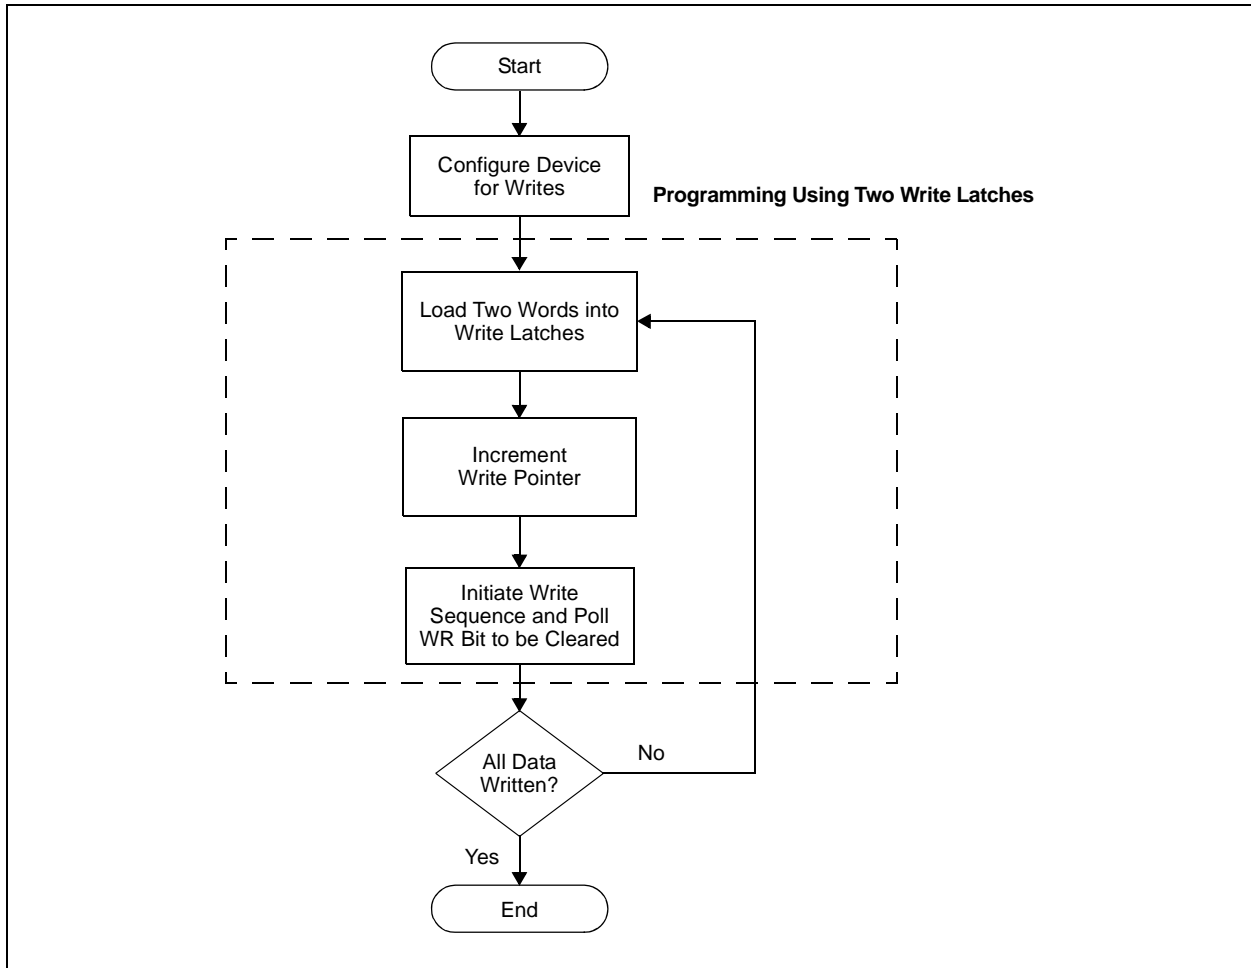 Start
Configure Device
for Writes
Programming Using Two Write Latches
Load Two Words into
Write Latches
Increment
Write Pointer
Initiate Write
Sequence and Poll
WR Bit to be Cleared
All Data
Written?
No
Yes
End